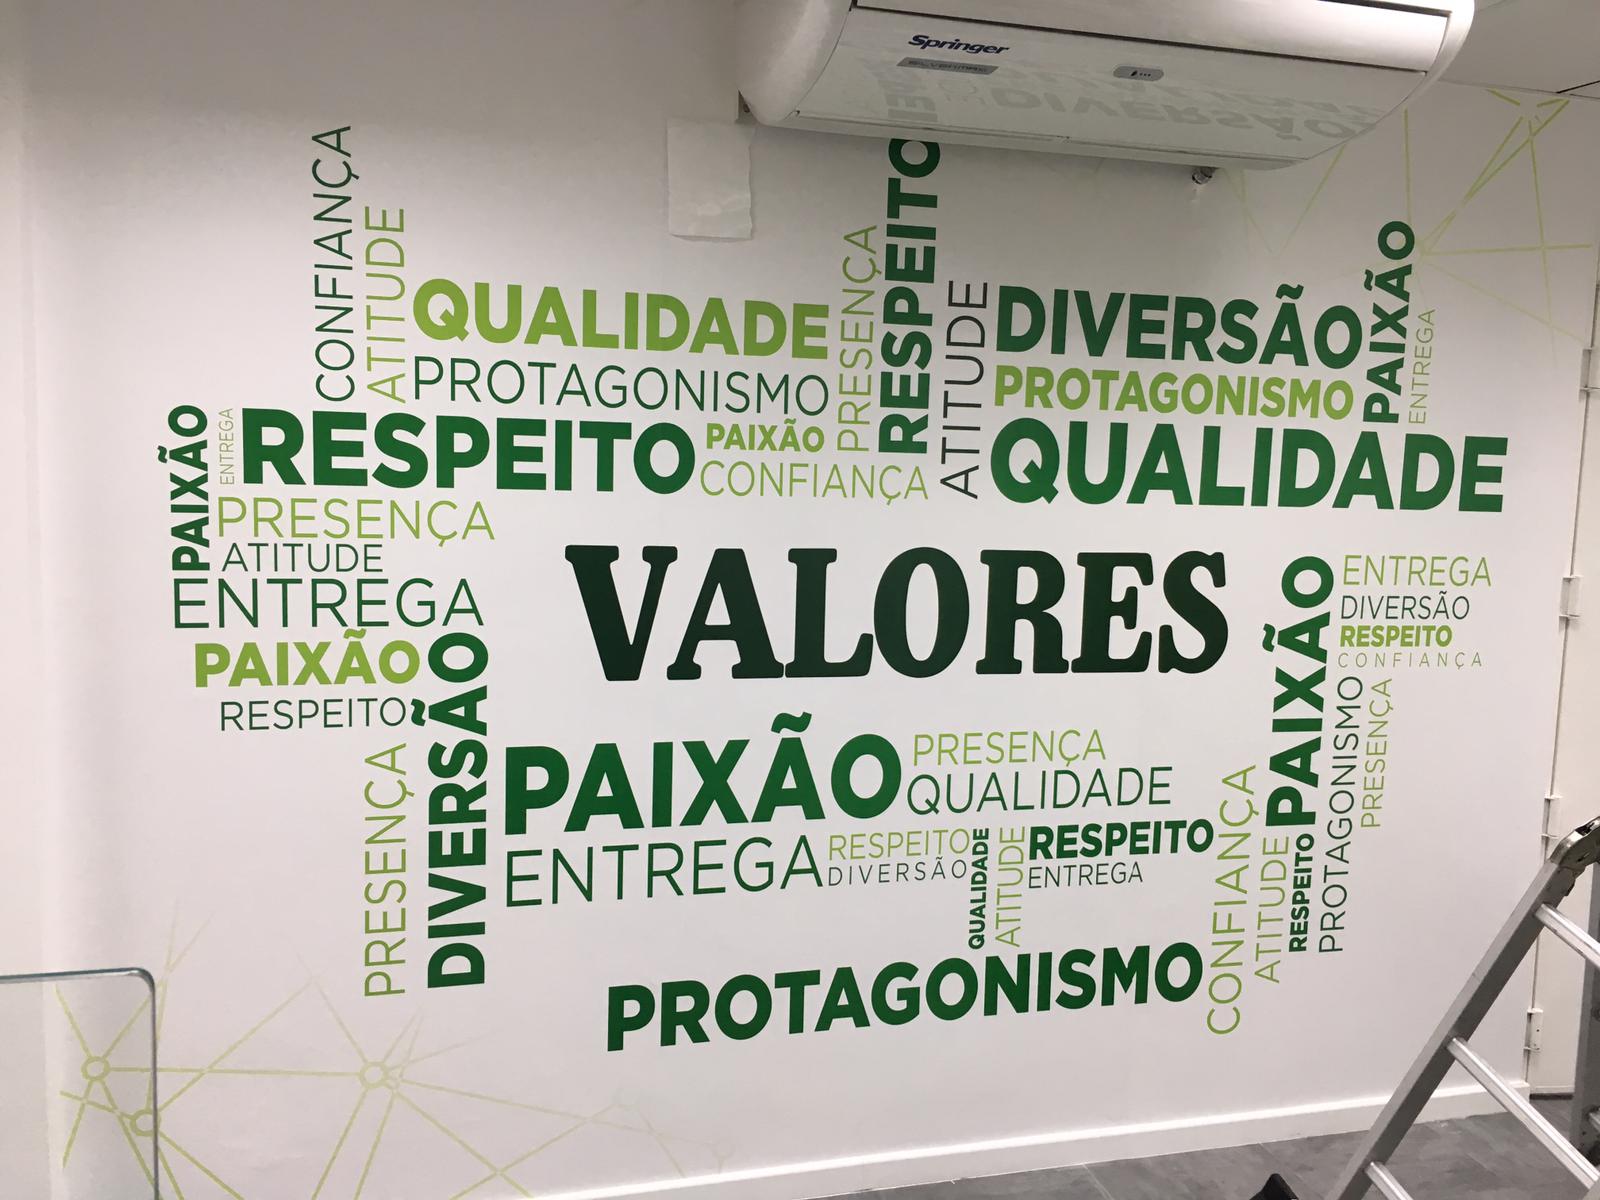 Springer
SILVERMAXI
CONFIANÇA
ATITUDE
QUALIDADE
PROTAGONISMO
PRESENÇA
RESPEITO
ATITUDE
DIVERSÃO
PROTAGONISMO
PAIXÃO
ENTREGA
PAIXÃO
ENTREGA
RESPEITO
PAIXÃO
CONFIANÇA
QUALIDADE
PRESENÇA
ATITUDE
ENTREGA
VALORES
PAIXÃO
ENTREGA
DIVERSÃO
RESPEITO
CONFIANÇA
PAIXÃO
RESPEITO
DIVERSÃO
PRESENÇA
PAIXÃO
PRESENÇA
QUALIDADE
ENTREGA
RESPEITO
DIVERSÃO
QUALIDADE
ATITUDE
RESPEITO
ENTREGA
CONFIANÇA
ATITUDE
RESPEITO
PROTAGONISMO
PRESENÇA
PROTAGONISMO